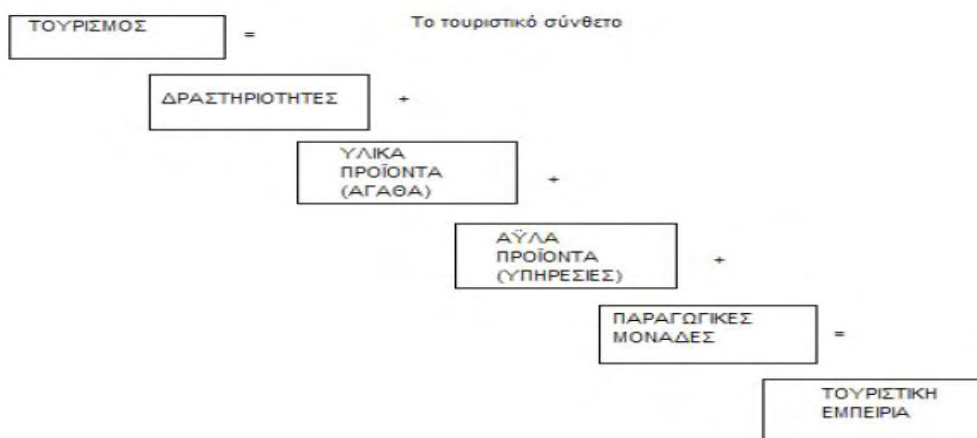 ΤΟΥΡΙΣΜΟΣ = Το τουριστικό σύνθετο
ΔΡΑΣΤΗΡΙΟΤΗΤΕΣ +
ΥΛΙΚΑ
ΠΡΟΪΟΝΤΑ
(ΑΓΑΘΑ) +
ΑΫΛΑ
ΠΡΟΪΟΝΤΑ
(ΥΠΗΡΕΣΙΕΣ) +
ΠΑΡΑΓΩΓΙΚΕΣ
ΜΟΝΑΔΕΣ =
ΤΟΥΡΙΣΤΙΚΗ
ΕΜΠΕΙΡΙΑ